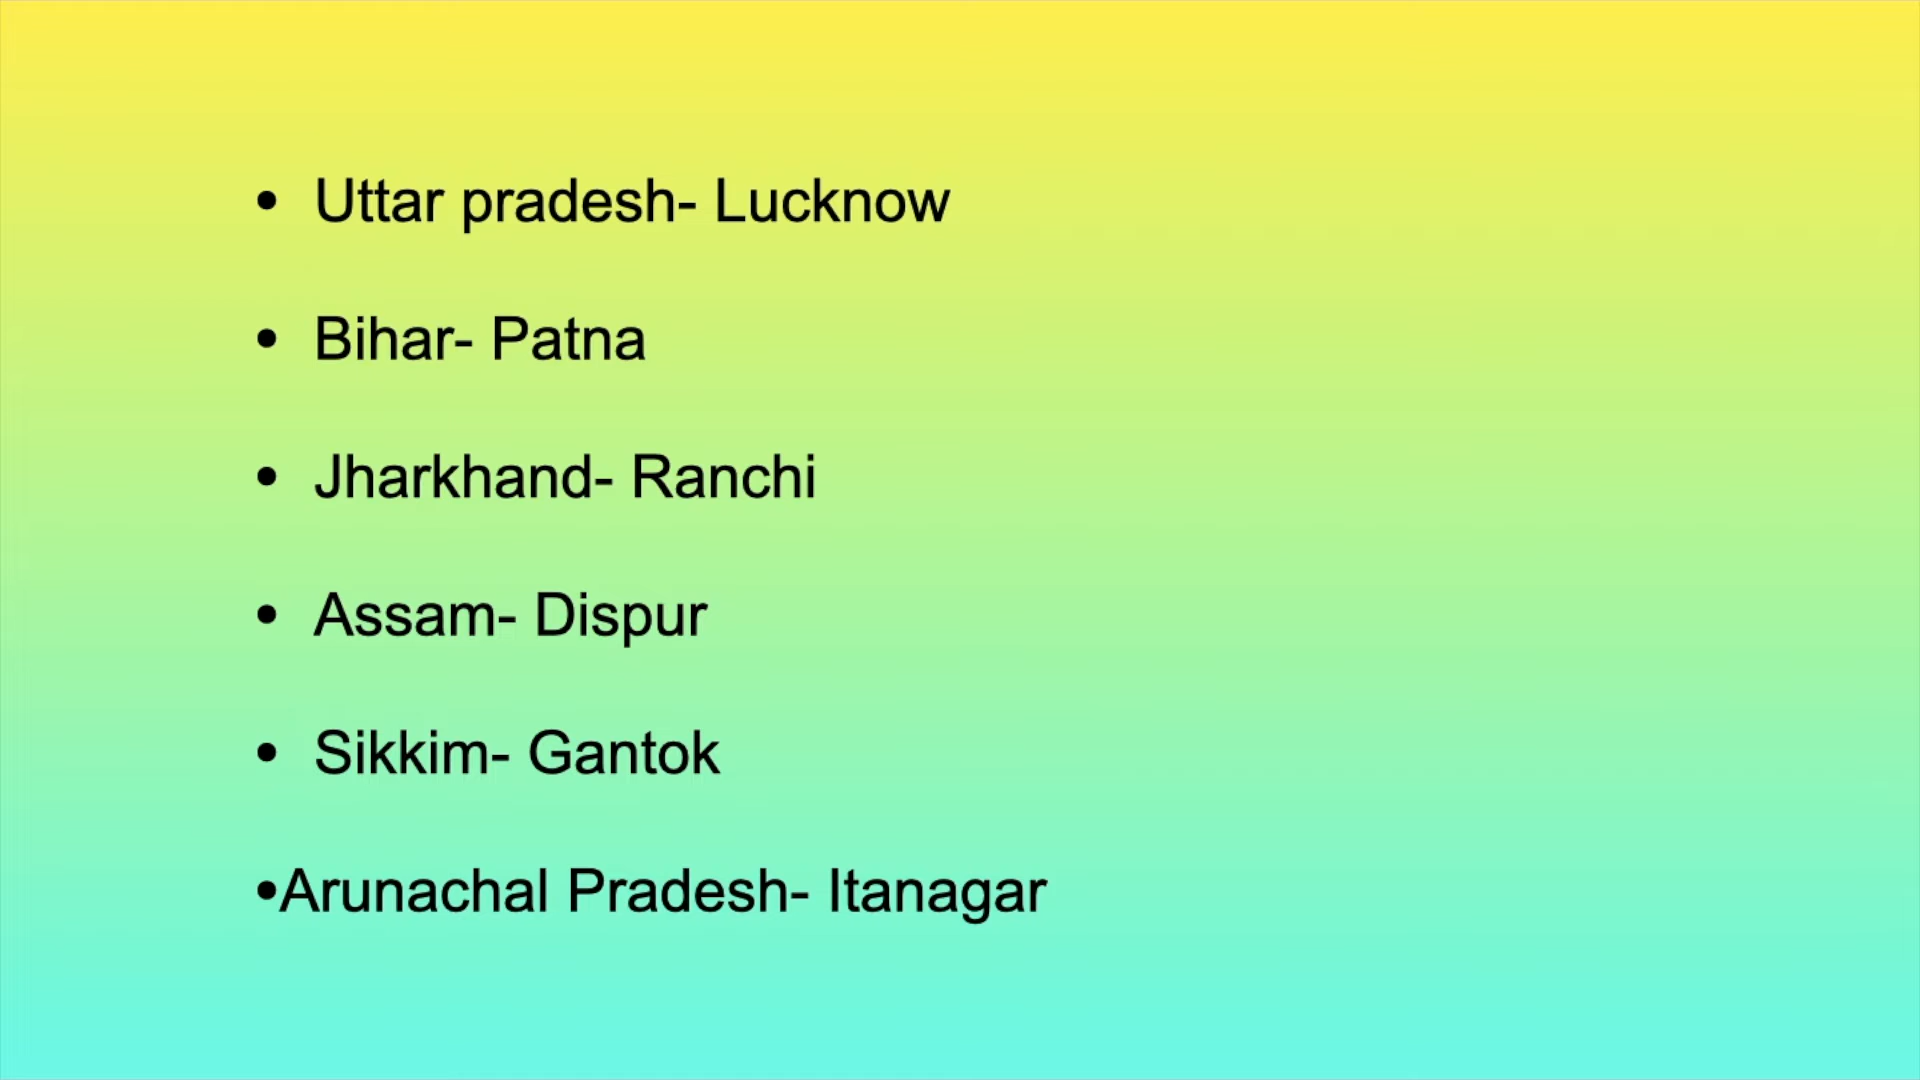 • Uttar pradesh- Lucknow
• Bihar- Patna
• Jharkhand- Ranchi
• Assam- Dispur
• Sikkim- Gantok
•Arunachal Pradesh- Itanagar